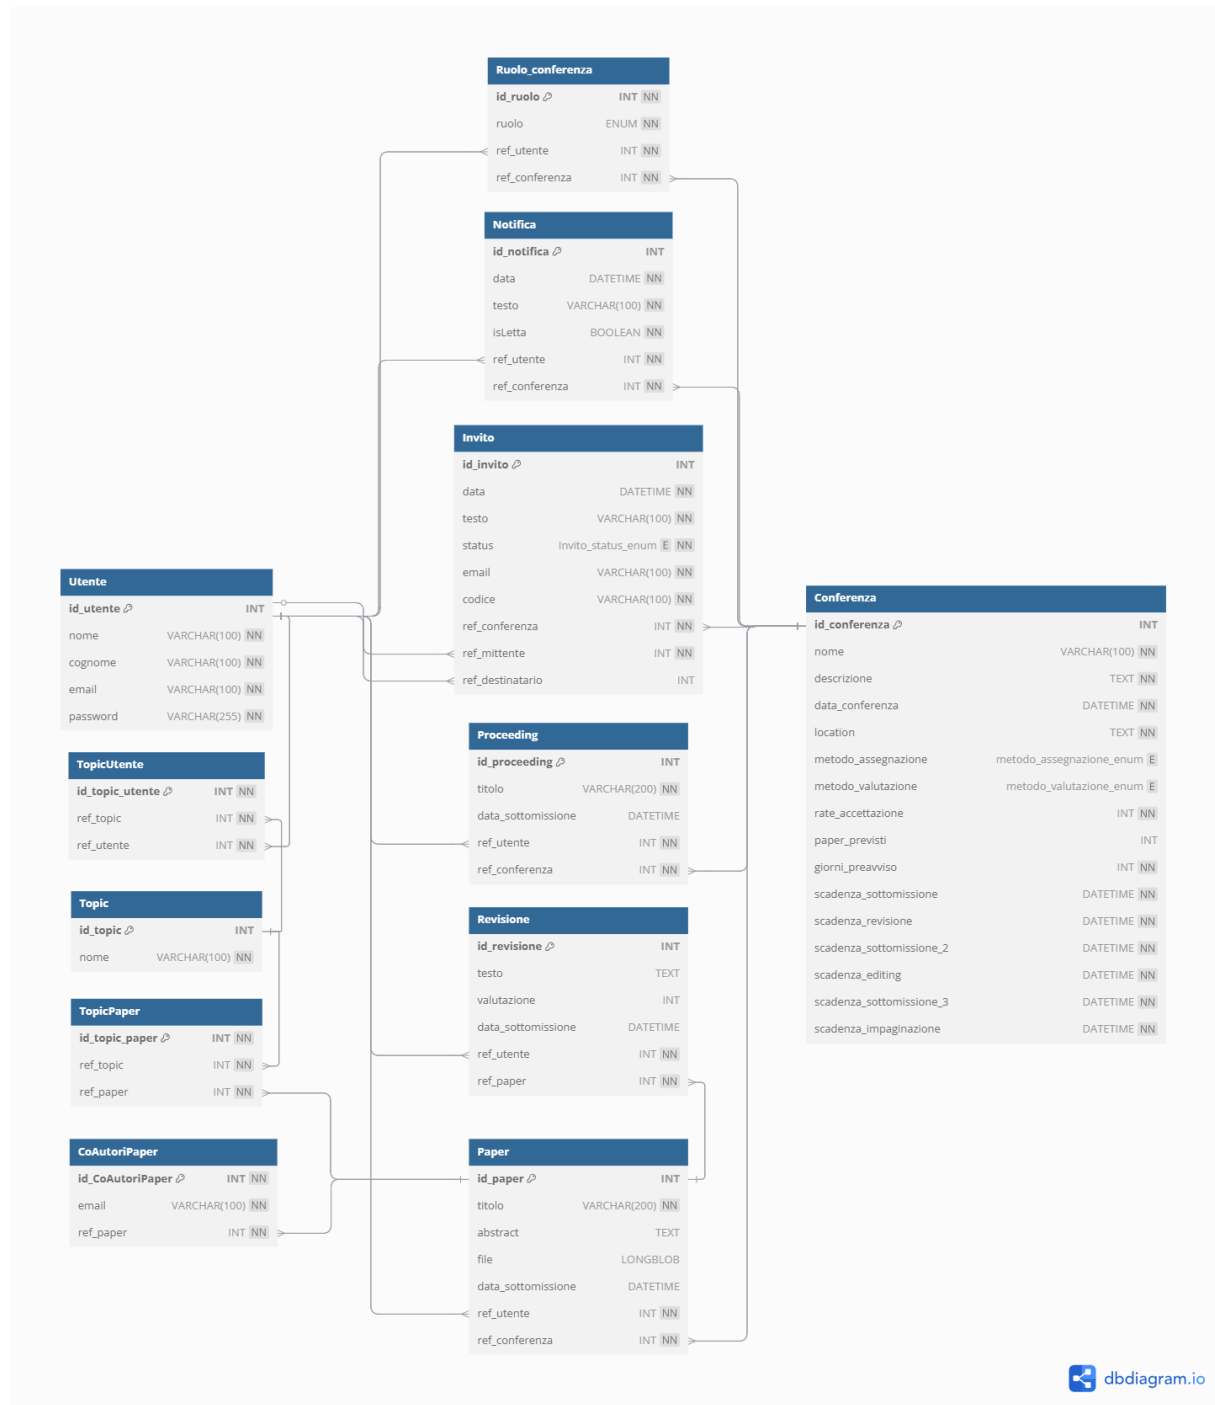 Ruolo_conferenza
id_ruolo INT NN
ruolo ENUM NN
ref_utente INT NN
ref_conferenza INT NN
Notifica
id_notifica INT
data DATETIME NN
testo VARCHAR(100) NN
isLetta BOOLEAN NN
ref_utente INT NN
ref_conferenza INT NN
Invito
id_invito INT
data DATETIME NN
testo VARCHAR(100) NN
status Invito_status_enum E NN
email VARCHAR(100) NN
codice VARCHAR(100) NN
ref_conferenza INT NN
ref_mittente INT NN
ref_destinatario INT
Utente
id_utente INT
nome VARCHAR(100) NN
cognome VARCHAR(100) NN
email VARCHAR(100) NN
password VARCHAR(255) NN
Conferenza
id_conferenza INT
nome VARCHAR(100) NN
descrizione TEXT NN
data_conferenza DATETIME NN
location TEXT NN
metodo_assegnazione metodo_assegnazione_enum E
metodo_valutazione metodo_valutazione_enum E
rate_accettazione INT NN
paper_previsti INT
giorni_preavviso INT NN
scadenza_sottomissione DATETIME NN
scadenza_revisione DATETIME NN
scadenza_sottomissione_2 DATETIME NN
scadenza_editing DATETIME NN
scadenza_sottomissione_3 DATETIME NN
scadenza_impaginazione DATETIME NN
Proceeding
id_proceeding INT
titolo VARCHAR(200) NN
data_sottomissione DATETIME
ref_utente INT NN
ref_conferenza INT NN
TopicUtente
id_topic_utente INT NN
ref_topic INT NN
ref_utente INT NN
Topic
id_topic INT
nome VARCHAR(100) NN
Revisione
id_revisione INT
testo TEXT
valutazione INT
data_sottomissione DATETIME
ref_utente INT NN
ref_paper INT NN
TopicPaper
id_topic_paper INT NN
ref_topic INT NN
ref_paper INT NN
CoAutoriPaper
id_CoAutoriPaper INT NN
email VARCHAR(100) NN
ref_paper INT NN
Paper
id_paper INT
titolo VARCHAR(200) NN
abstract TEXT
file LONGBLOB
data_sottomissione DATETIME
ref_utente INT NN
ref_conferenza INT NN
dbdiagram.io